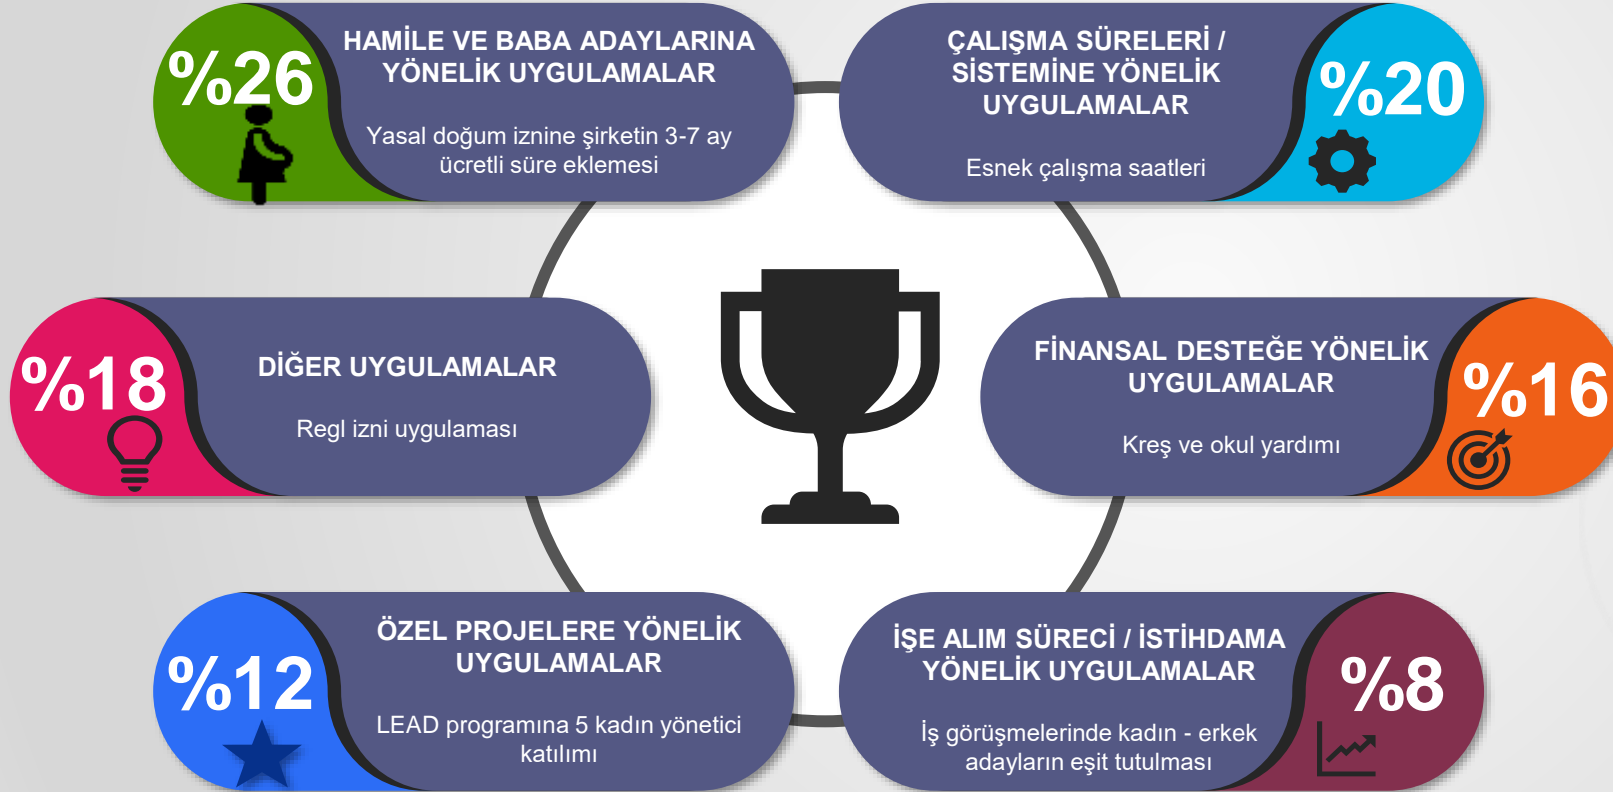 %26
HAMİLE VE BABA ADAYLARINA
YÖNELİK UYGULAMALAR
Yasal doğum iznine şirketin 3-7 ay
ücretli süre eklemesi
ÇALIŞMA SÜRELERİ /
SİSTEMİNE YÖNELİK
UYGULAMALAR
Esnek çalışma saatleri
%20
%18
DİĞER UYGULAMALAR
Regl izni uygulaması
FİNANSAL DESTEĞE YÖNELİK
UYGULAMALAR
Kreş ve okul yardımı
%16
%12
ÖZEL PROJELERE YÖNELİK
UYGULAMALAR
LEAD programına 5 kadın yönetici
katılımı
İŞE ALIM SÜRECİ / İSTİHDAMA
YÖNELİK UYGULAMALAR
İş görüşmelerinde kadın - erkek
adayların eşit tutulması
%8